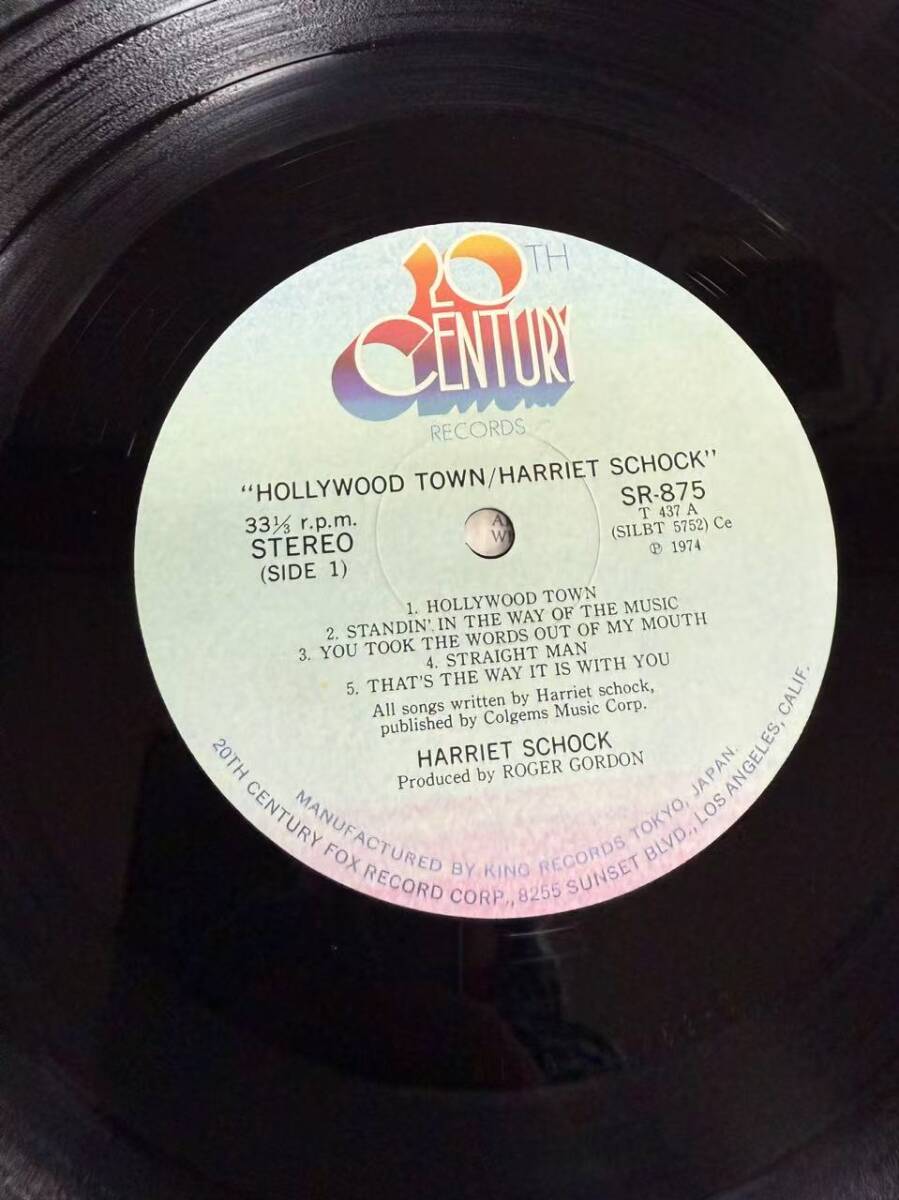 20TH
CENTURY
RECORDS
"HOLLYWOOD TOWN/HARRIET SCHOCK"
33⅓ r.p.m.
STEREO
(SIDE 1)
SR-875
T 437 A
(SILBT 5752) Ce
℗ 1974
1. HOLLYWOOD TOWN
2. STANDIN' IN THE WAY OF THE MUSIC
3. YOU TOOK THE WORDS OUT OF MY MOUTH
4. STRAIGHT MAN
5. THAT'S THE WAY IT IS WITH YOU
All songs written by Harriet schock,
published by Colgems Music Corp.
HARRIET SCHOCK
Produced by ROGER GORDON
MANUFACTURED BY KING RECORDS, TOKYO, JAPAN.
20TH CENTURY FOX RECORD CORP., 8255 SUNSET BLVD., LOS ANGELES, CALIF.